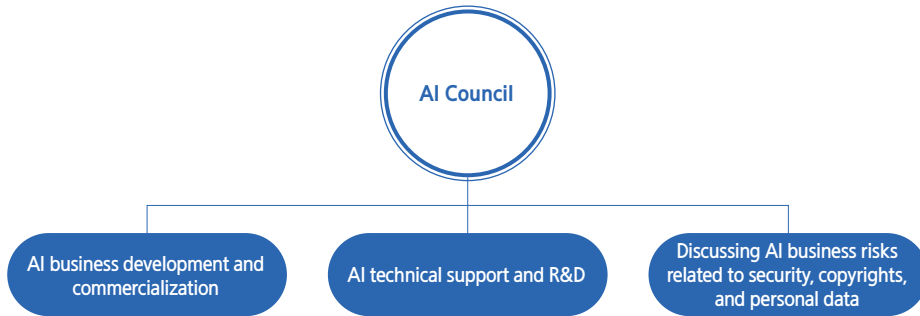 AI Council
AI business development and
commercialization
AI technical support and R&D
Discussing AI business risks
related to security, copyrights,
and personal data